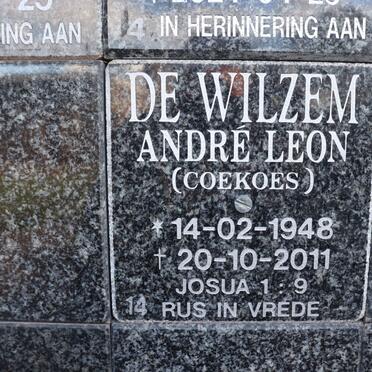 ING AAN
14 IN HERINNERING AAN
DE WILZEM
ANDRÉ LEON
(COEKOES)
* 14-02-1948
† 20-10-2011
JOSUA 1:9
14 RUS IN VREDE